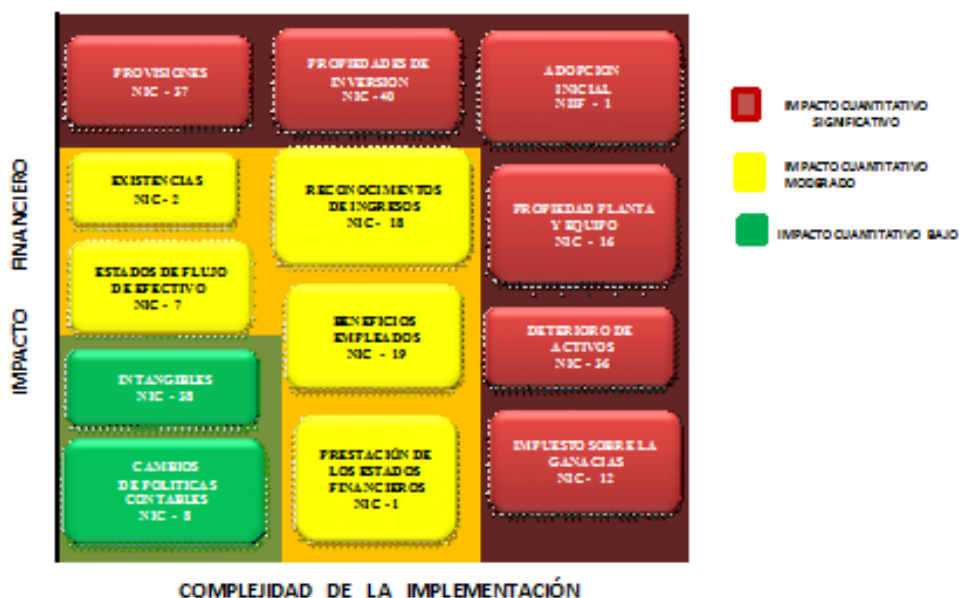 PROVISIONES
NIC - 37
PROPIEDADES DE
INVERSION
NIC - 40
ADOPCION
INICIAL
NIIF - 1
IMPACTO CUANTITATIVO
SIGNIFICATIVO
EXISTENCIAS
NIC - 2
RECONOCIMENTOS
DE INGRESOS
NIC - 18
PROPIEDAD PLANTA
Y EQUIPO
NIC - 16
IMPACTO CUANTITATIVO
MODERADO
IMPACTO CUANTITATIVO BAJO
ESTADOS DE FLUJO
DE EFECTIVO
NIC - 7
BENEFICIOS
EMPLEADOS
NIC - 19
DETERIORO DE
ACTIVOS
NIC - 36
INTANGIBLES
NIC - 38
CAMBIOS
DE POLITICAS
CONTABLES
NIC - 8
PRESTACIÓN DE
LOS ESTADOS
FINANCIEROS
NIC - 1
IMPUESTO SOBRE LA
GANACIAS
NIC - 12
IMPACTO FINANCIERO
COMPLEJIDAD DE LA IMPLEMENTACIÓN